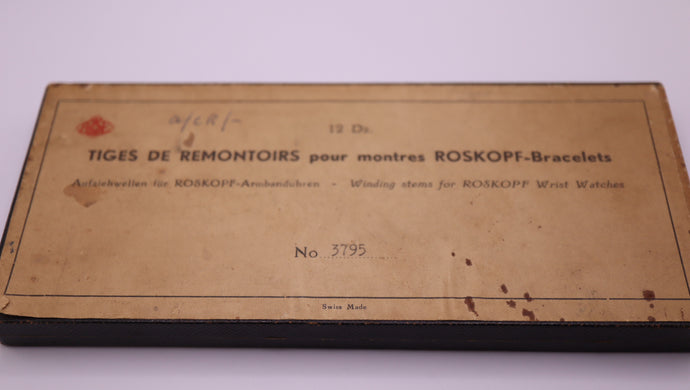 12 Dz.
TIGES DE REMONTOIRS pour montres ROSKOPF-Bracelets
Aufziehwellen für ROSKOPF-Armbanduhren - Winding stems for ROSKOPF Wrist Watches
No 3795
Swiss Made